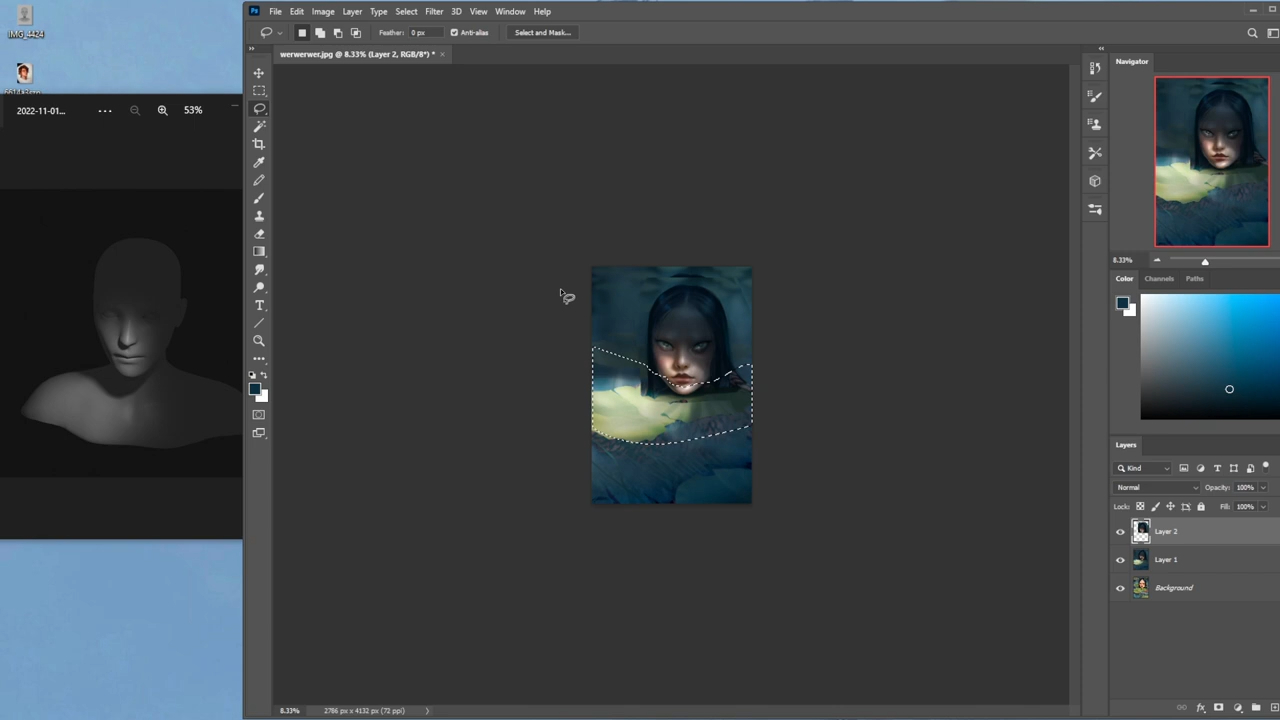 IMG_4424
Ps File Edit Image Layer Type Select Filter 3D View Window Help
Feather: 0 px Anti-alias Select and Mask...
werwerwer.jpg @ 8.33% (Layer 2, RGB/8*) * ×
2022-11-01... ... 53%
Navigator
8.33%
Color Channels Paths
Layers
Kind
Normal Opacity: 100%
Lock: Fill: 100%
Layer 2
Layer 1
Background
fx
8.33% 2786 px x 4132 px (72 ppi)